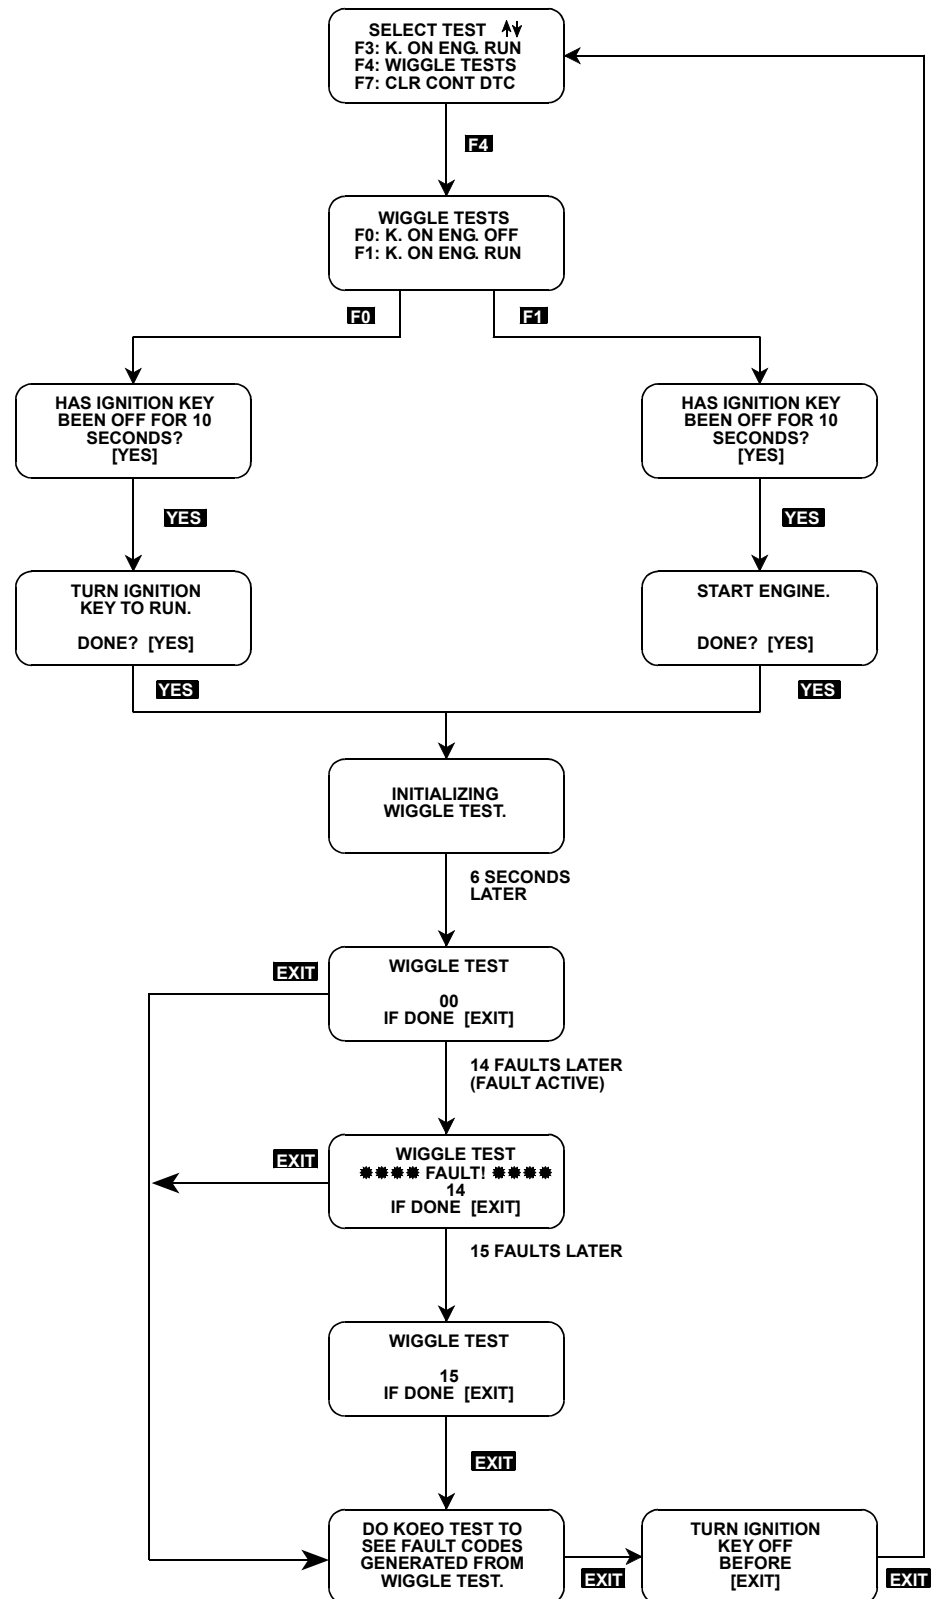 SELECT TEST
F3: K. ON ENG. RUN
F4: WIGGLE TESTS
F7: CLR CONT DTC
F4
WIGGLE TESTS
F0: K. ON ENG. OFF
F1: K. ON ENG. RUN
F0
F1
HAS IGNITION KEY
BEEN OFF FOR 10
SECONDS?
[YES]
HAS IGNITION KEY
BEEN OFF FOR 10
SECONDS?
[YES]
YES
YES
TURN IGNITION
KEY TO RUN.
DONE? [YES]
START ENGINE.
DONE? [YES]
YES
YES
INITIALIZING
WIGGLE TEST.
6 SECONDS
LATER
WIGGLE TEST
00
IF DONE [EXIT]
EXIT
14 FAULTS LATER
(FAULT ACTIVE)
WIGGLE TEST
✹✹✹✹ FAULT! ✹✹✹✹
14
IF DONE [EXIT]
EXIT
15 FAULTS LATER
WIGGLE TEST
15
IF DONE [EXIT]
EXIT
DO KOEO TEST TO
SEE FAULT CODES
GENERATED FROM
WIGGLE TEST.
EXIT
TURN IGNITION
KEY OFF
BEFORE
[EXIT]
EXIT